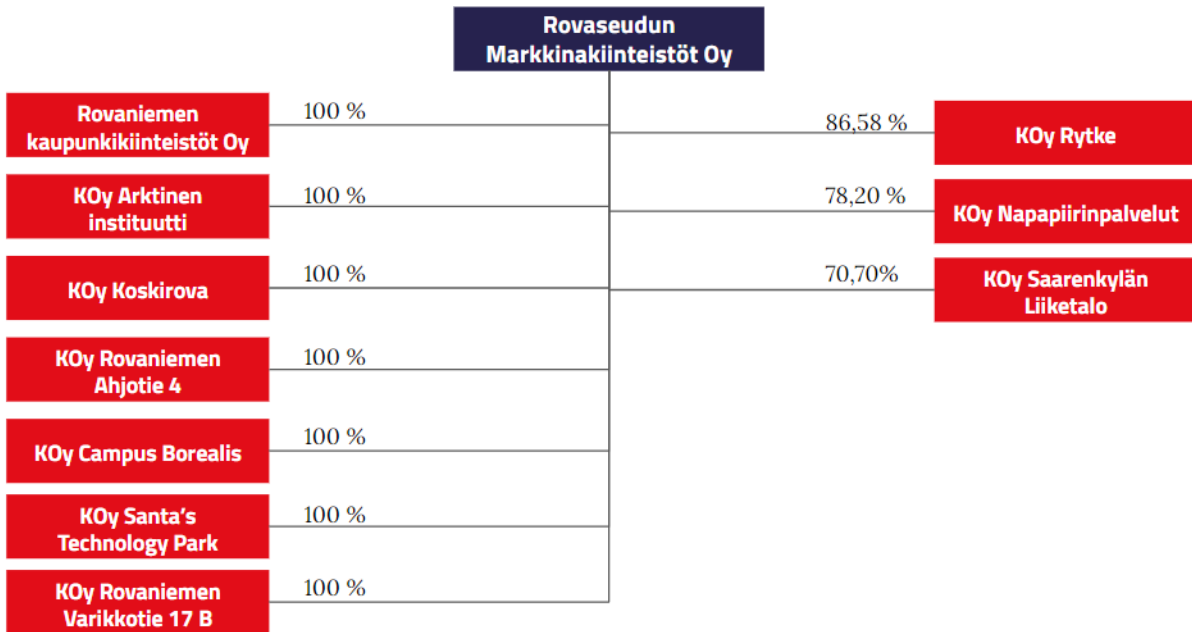 Rovaseudun
Markkinakiinteistöt Oy
Rovaniemen
kaupunkikiinteistöt Oy
100 %
KOy Arktinen
instituutti
100 %
KOy Koskirova
100 %
KOy Rovaniemen
Ahjotie 4
100 %
KOy Campus Borealis
100 %
KOy Santa's
Technology Park
100 %
KOy Rovaniemen
Varikkotie 17 B
100 %
86,58 %
KOy Rytke
78,20 %
KOy Napapiirinpalvelut
70,70%
KOy Saarenkylän
Liiketalo